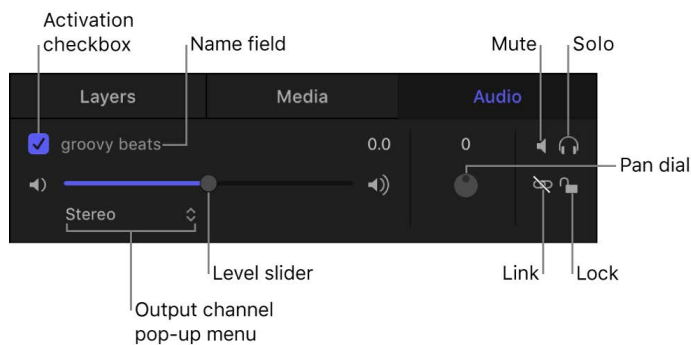 Activation
checkbox
Name field
Mute
Solo
Layers
Media
Audio
groovy beats
0.0
0
Pan dial
Stereo
Level slider
Link
Lock
Output channel
pop-up menu